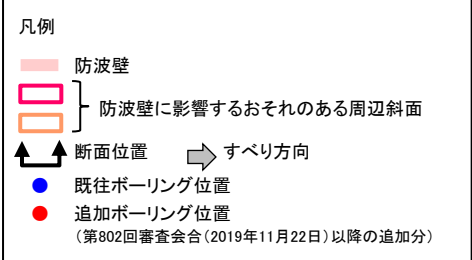 凡例
防波壁
防波壁に影響するおそれのある周辺斜面
断面位置 すべり方向
既往ボーリング位置
追加ボーリング位置
(第802回審査会合(2019年11月22日)以降の追加分)